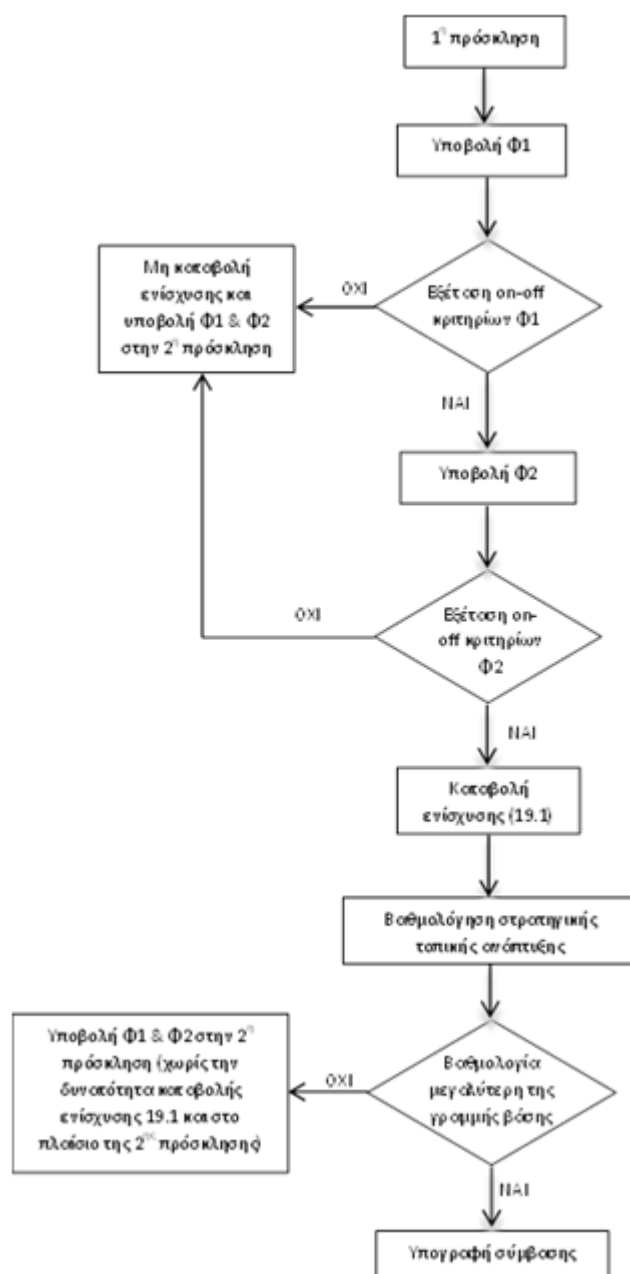 1η πρόσκληση
Υποβολή Φ1
Μη καταβολή
ενίσχυσης και
υποβολή Φ1 & Φ2
στην 2η πρόσκληση
ΟΧΙ
Εξέταση on-off
κριτηρίων Φ1
ΝΑΙ
Υποβολή Φ2
ΟΧΙ
Εξέταση on-
off κριτηρίων
Φ2
ΝΑΙ
Καταβολή
ενίσχυσης (19.1)
Βαθμολόγηση στρατηγικής
τοπικής ανάπτυξης
Υποβολή Φ1 & Φ2 στην 2η
πρόσκληση (χωρίς την
δυνατότητα καταβολής
ενίσχυσης 19.1 και στο
πλαίσιο της 2ης πρόσκλησης)
ΟΧΙ
Βαθμολογία
μεγαλύτερη της
γραμμής βάσης
ΝΑΙ
Υπογραφή σύμβασης